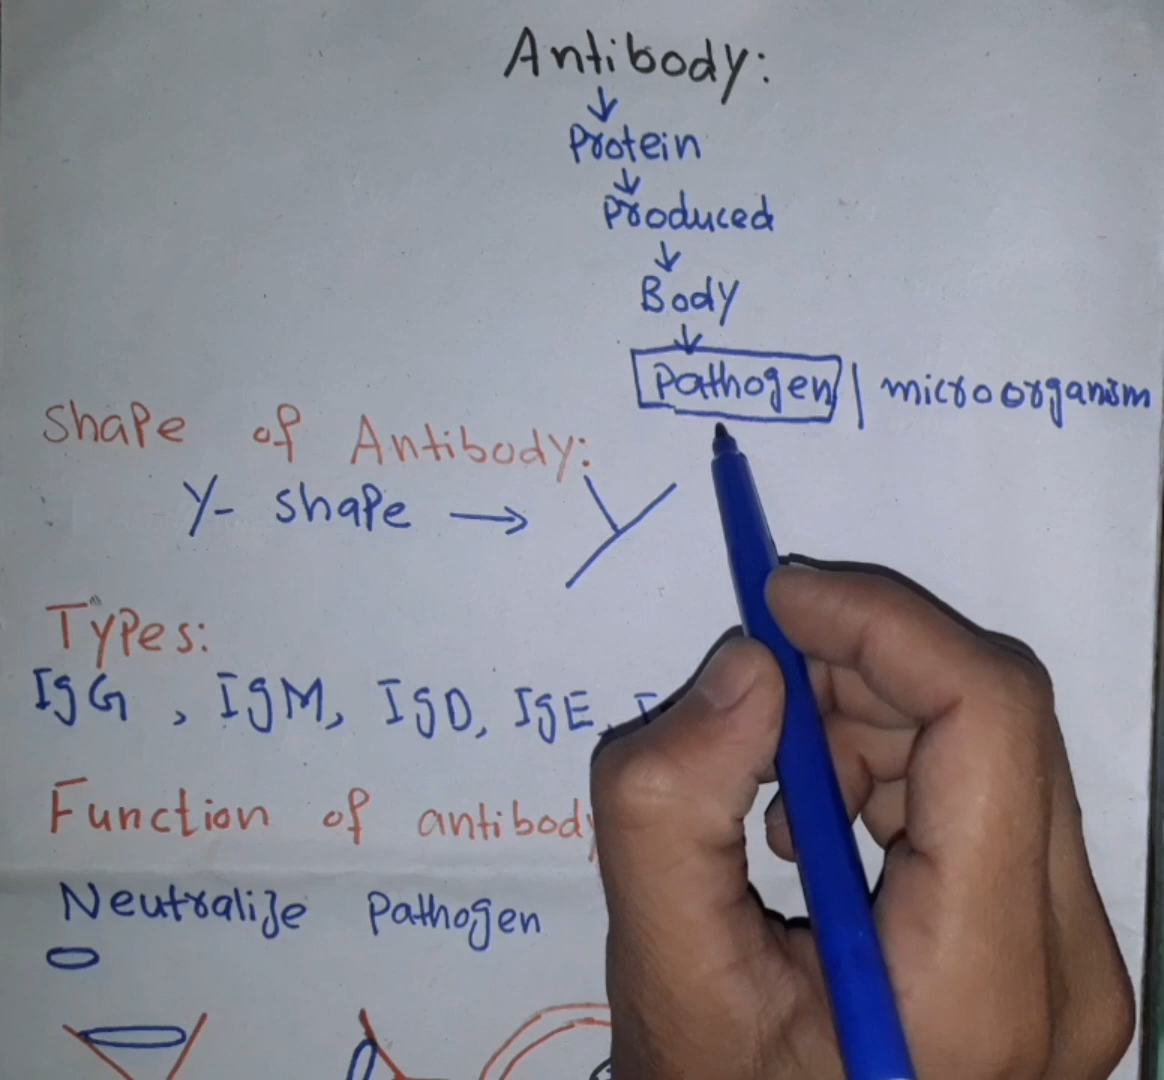 Antibody:
↓
Protein
↓
Produced
↓
Body
↓
Pathogen | microorganism
Shape of Antibody:
Y- shape →
Types:
IgG, IgM, IgD, IgE,
Function of antibody
Neutralize Pathogen